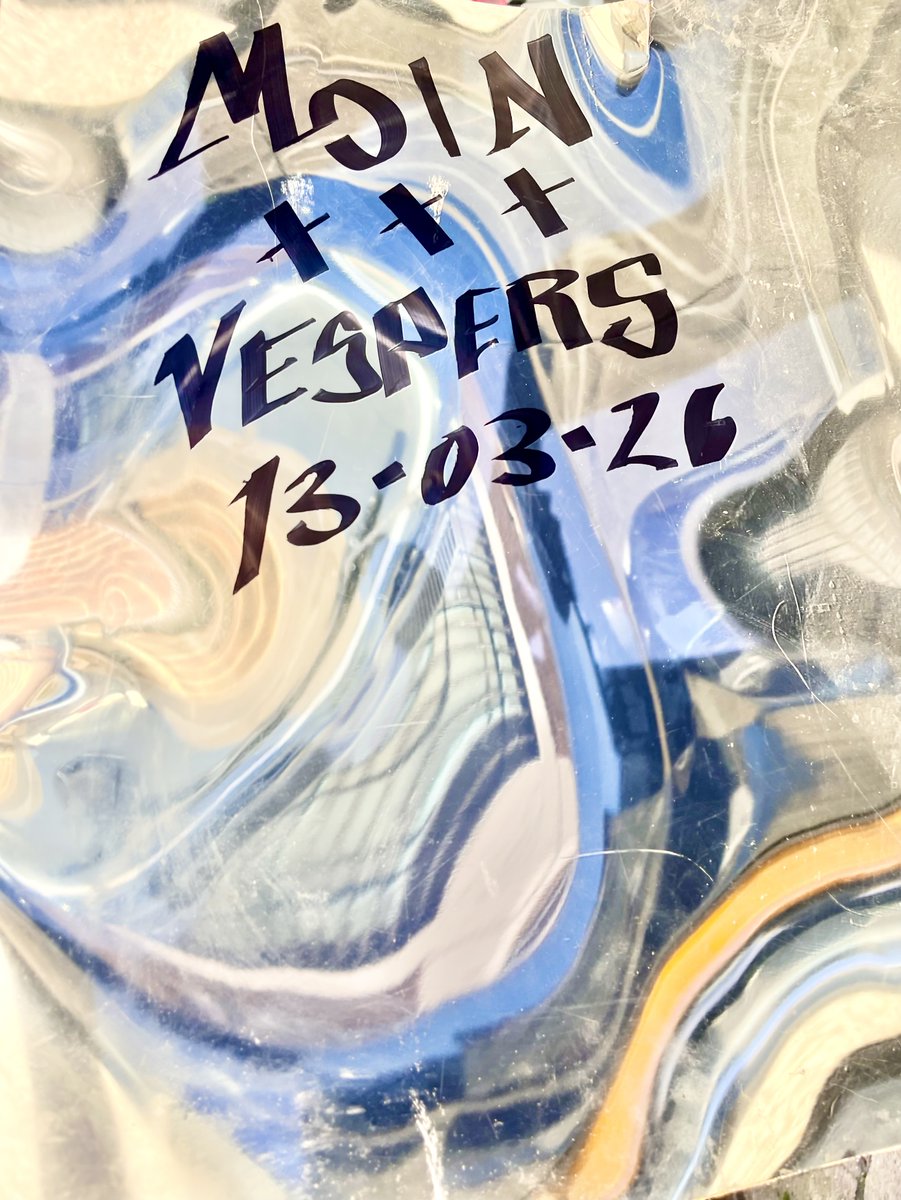 MOIN
+++
VESPERS
13-03-26